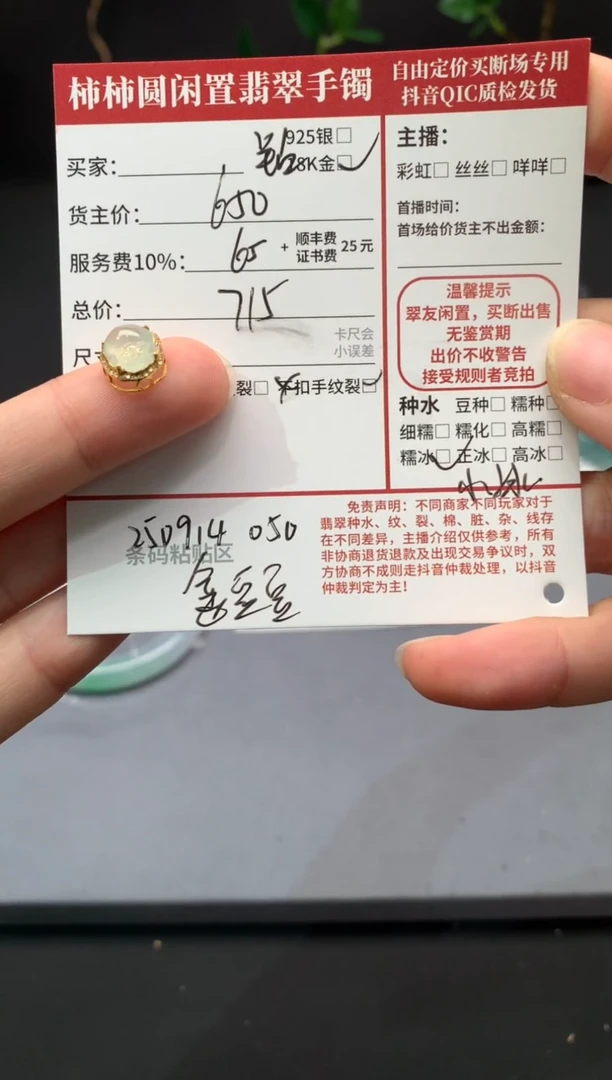 柿柿圆闲置翡翠手镯
自由定价买断场专用
抖音QIC质检发货
925银□
买家: 钻 8K金☑
货主价: 650
服务费10%: 65 + 顺丰费 证书费 25元
总价: 715
卡尺会
小误差
尺
裂□ 不扣手纹裂☑
250914 050
条码粘贴区
金豆豆
主播:
彩虹□ 丝丝□ 咩咩□
首播时间:
首场给价货主不出金额:
温馨提示
翠友闲置，买断出售
无鉴赏期
出价不收警告
接受规则者竞拍
种水 豆种□ 糯种□
细糯□ 糯化□ 高糯□
糯冰☑ 正冰□ 高冰□
免责声明: 不同商家不同玩家对于
翡翠种水、纹、裂、棉、脏、杂、线存
在不同差异，主播介绍仅供参考，所有
非协商退货退款及出现交易争议时，双
方协商不成则走抖音仲裁处理，以抖音
仲裁判定为主!